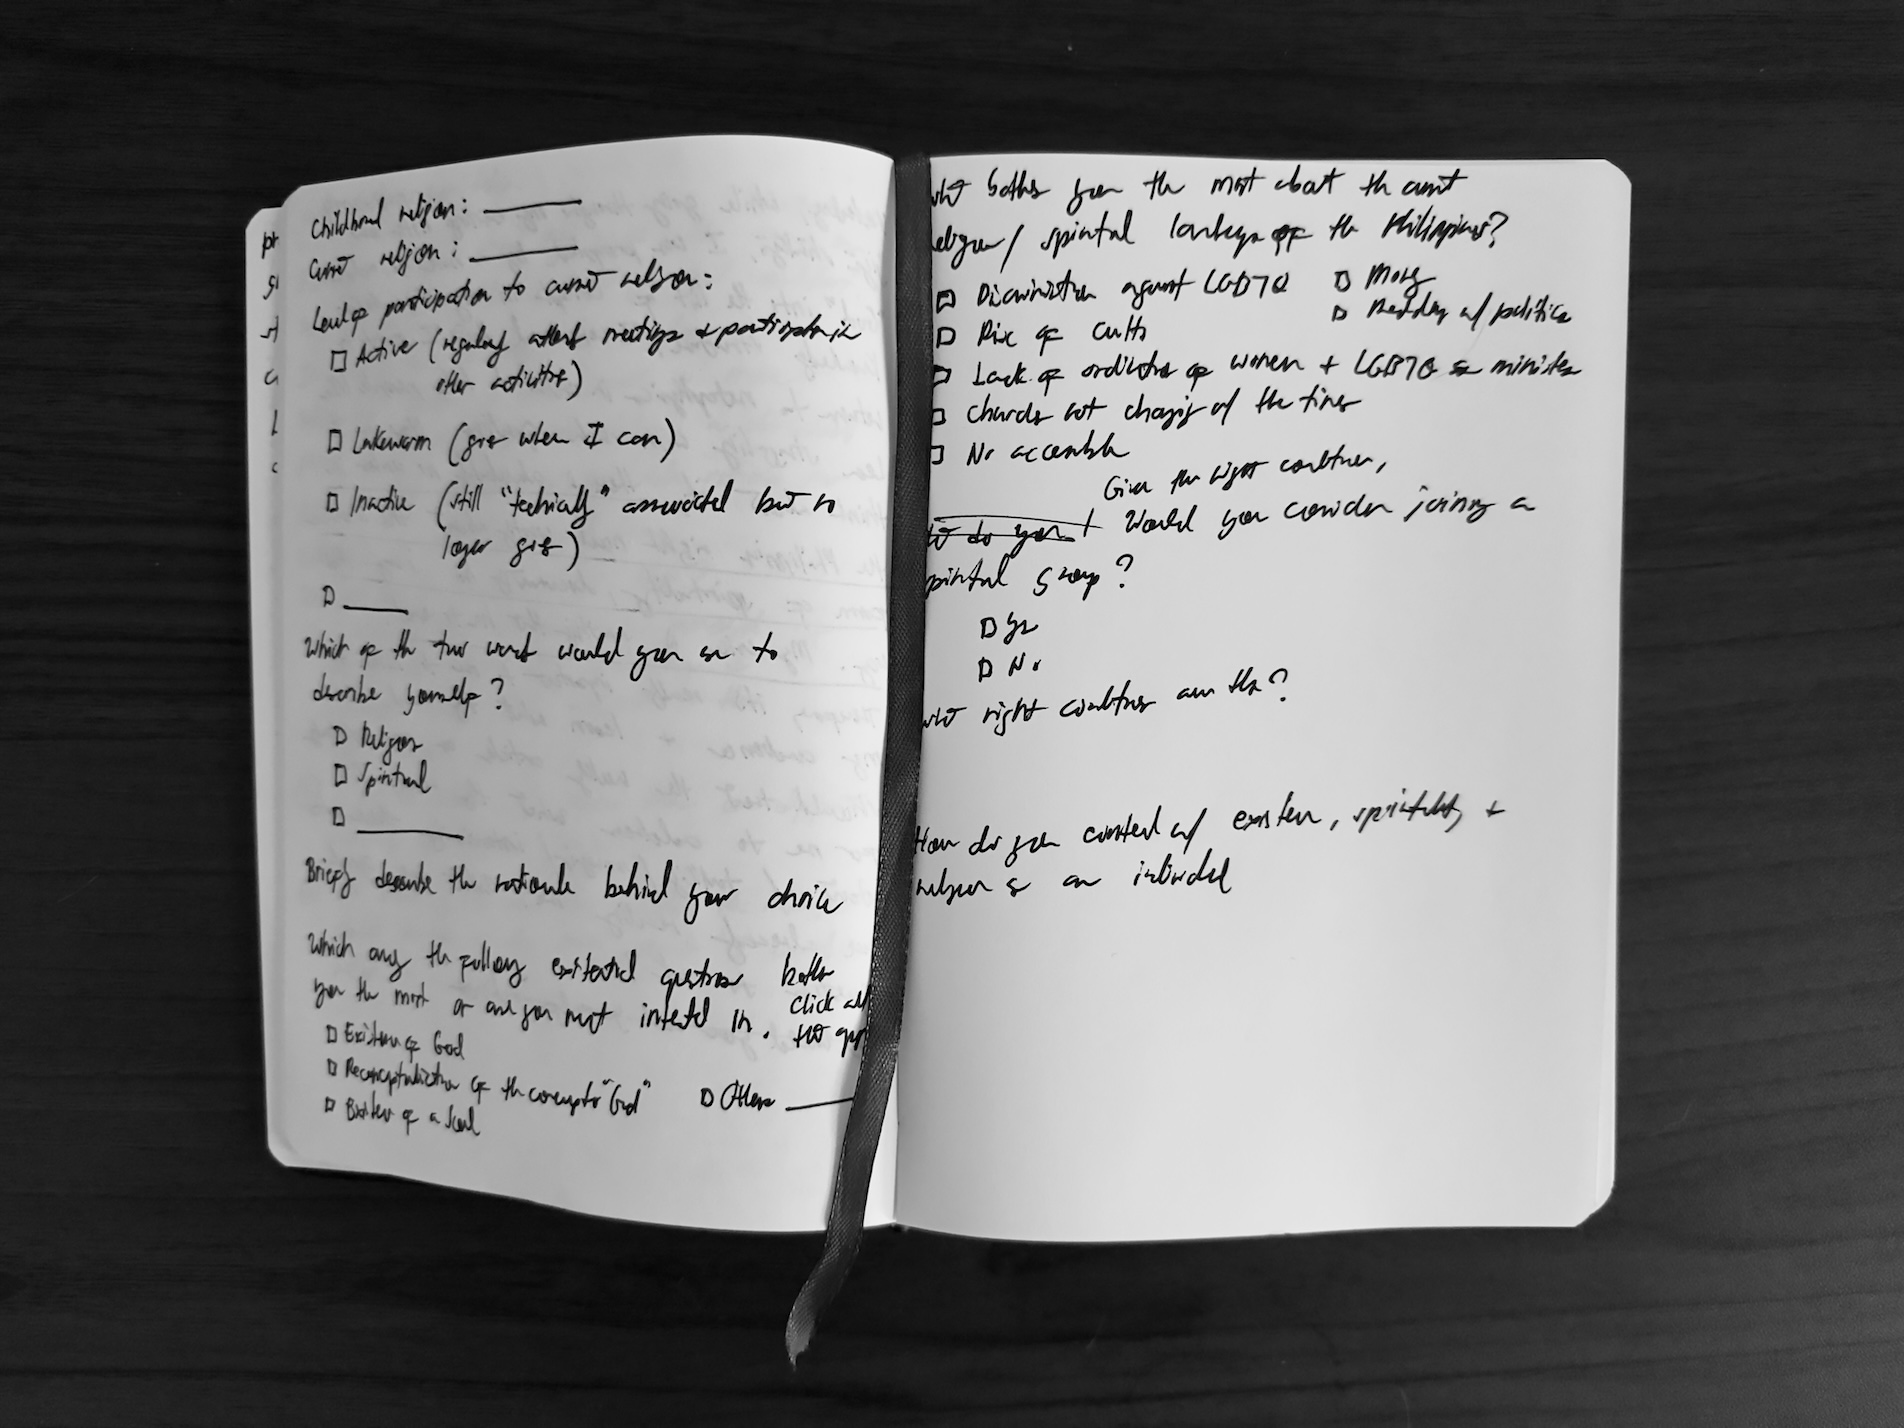 Childhood religion: ______
Current religion: ______
Level of participation to current religion:
□ Active (regularly attend meetings & participate in
other activities)
□ Lukewarm (goes when I can)
□ Inactive (still "technically" associated but no
longer goes)
□ ____
Which of the two words would you use to
describe yourself?
□ Religious
□ Spiritual
□ ______
Briefly describe the rationale behind your choice
Which among the following existential questions bother
you the most or are you most interested in. Click all
that
□ Existence of God
□ Reconceptualization of the concept of "God"
□ Others ____
□ Existence of a Soul
What bothers you the most about the current
religious / spiritual landscape of the Philippines?
□ Discrimination against LGBTQ
□ Money
□ Rise of cults
□ Meddling w/ politics
□ Lack of ordination of women + LGBTQ as ministers
□ Churches not changing w/ the times
□ No
Given the right conditions,
What do you Would you consider joining a
spiritual group?
□ Yes
□ No
What right conditions are these?
How do you contend w/ existence, spirituality, +
religion as an individual